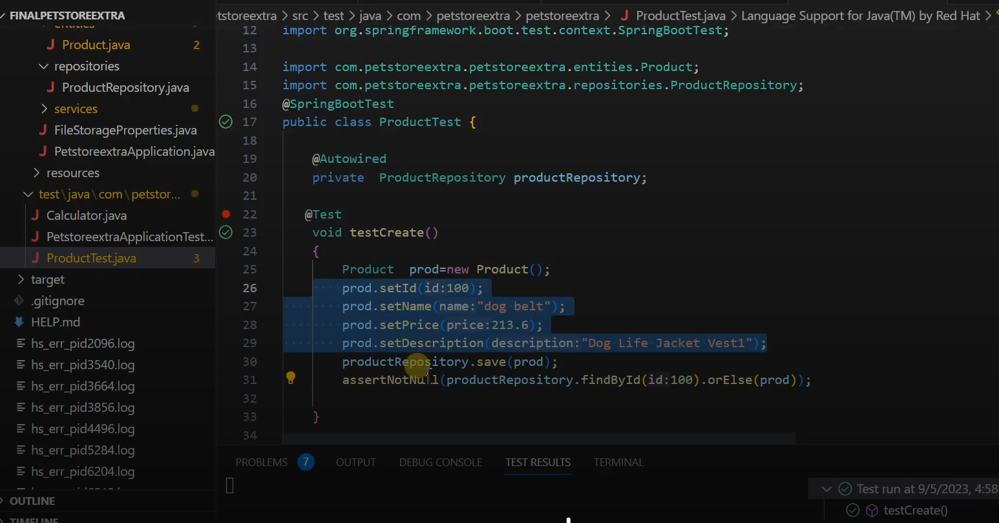 FINALPETSTOREEXTRA
entities
Product.java 2
repositories
ProductRepository.java
services
FileStorageProperties.java
PetstoreextraApplication.java
resources
test\java\com\petstor...
Calculator.java
PetstoreextraApplicationTest...
ProductTest.java 3
target
.gitignore
HELP.md
hs_err_pid2096.log
hs_err_pid3540.log
hs_err_pid3664.log
hs_err_pid3856.log
hs_err_pid4496.log
hs_err_pid5284.log
hs_err_pid6204.log
OUTLINE
TIMELINE
etstoreextra > src > test > java > com > petstoreextra > petstoreextra > ProductTest.java > Language Support for Java(TM) by Red Hat >
12 import org.springframework.boot.test.context.SpringBootTest;
13
14 import com.petstoreextra.petstoreextra.entities.Product;
15 import com.petstoreextra.petstoreextra.repositories.ProductRepository;
16 @SpringBootTest
17 public class ProductTest {
18
19 @Autowired
20 private ProductRepository productRepository;
21
22 @Test
23 void testCreate()
24 {
25 Product prod=new Product();
26 prod.setId(id:100);
27 prod.setName(name:"dog belt");
28 prod.setPrice(price:213.6);
29 prod.setDescription(description:"Dog Life Jacket Vest1");
30 productRepository.save(prod);
31 assertNotNull(productRepository.findById(id:100).orElse(prod));
32
33 }
34
PROBLEMS 7 OUTPUT DEBUG CONSOLE TEST RESULTS TERMINAL
Test run at 9/5/2023, 4:58
testCreate()